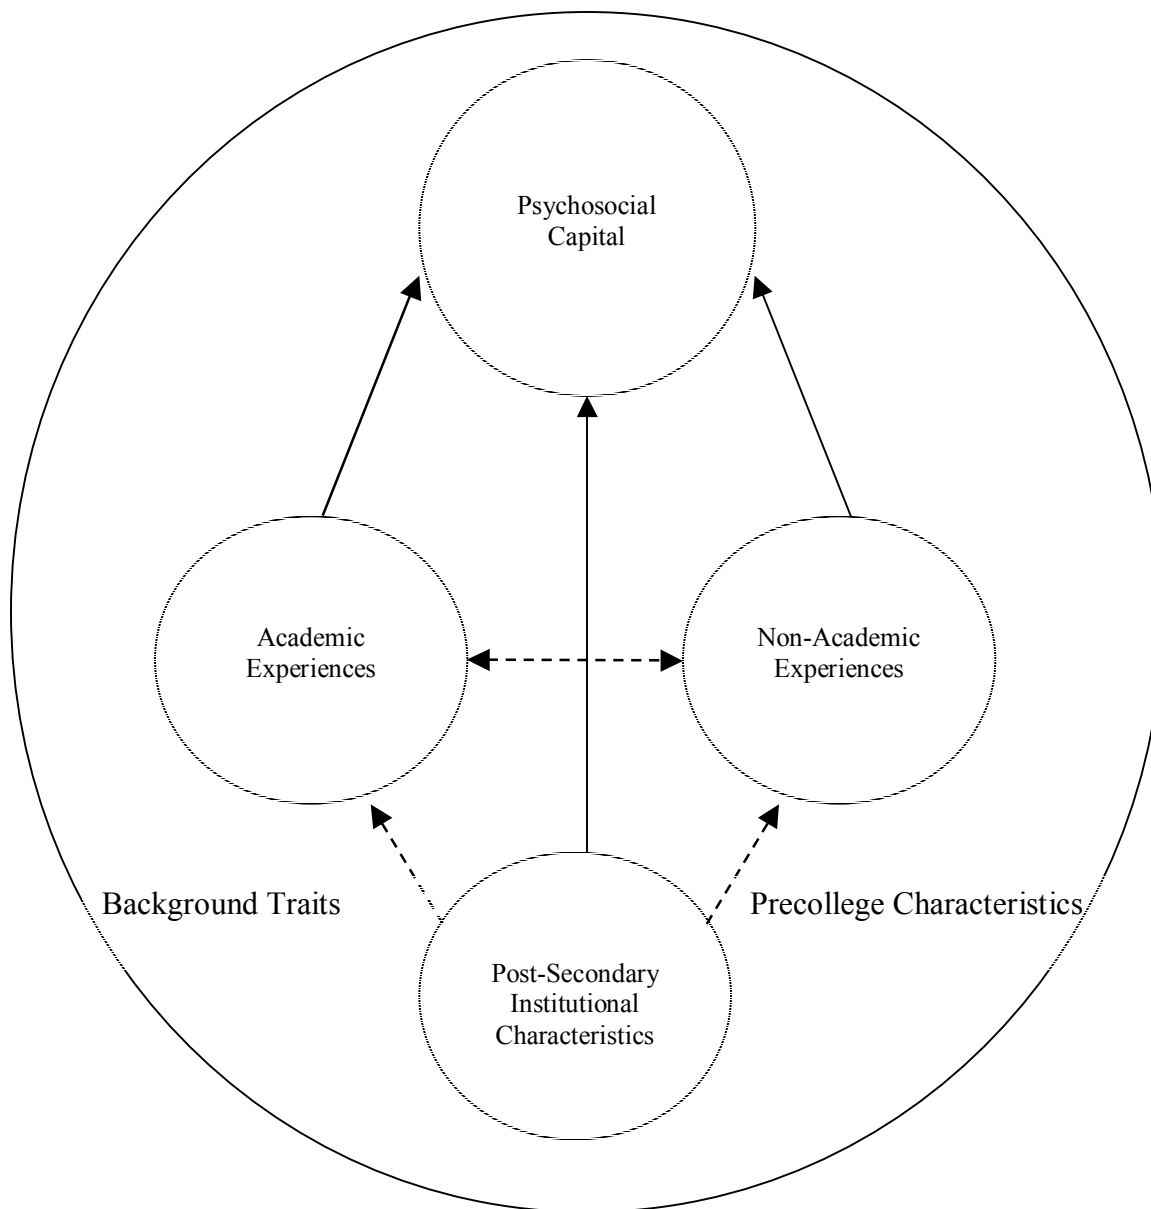 Psychosocial
Capital
Academic
Experiences
Non-Academic
Experiences
Background Traits
Precollege Characteristics
Post-Secondary
Institutional
Characteristics